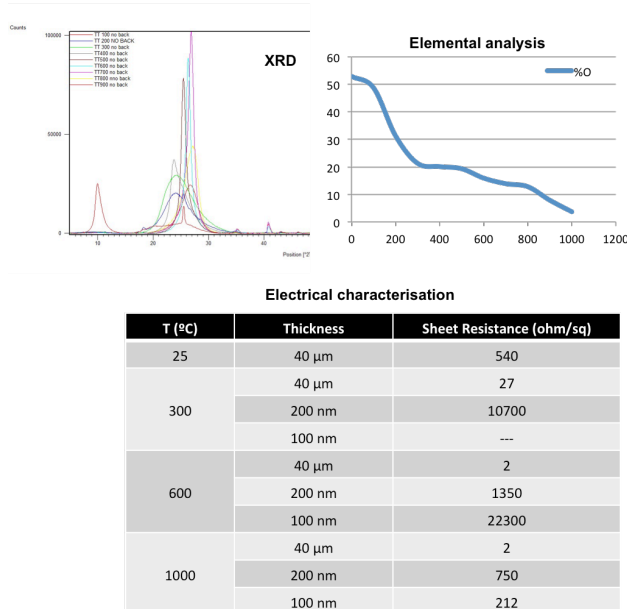 Counts
TT 100 no back
TT 200 NO BACK
TT 300 no back
TT400 no back
TT500 no back
TT600 no back
TT700 no back
TT800 nno back
TT900 no back
100000
50000
0
10
20
30
40
XRD
Elemental analysis
%O
60
50
40
30
20
10
0
0 200 400 600 800 1000 1200
Electrical characterisation
T (ºC) Thickness Sheet Resistance (ohm/sq)
25 40 µm 540
300 40 µm 27
200 nm 10700
100 nm ---
600 40 µm 2
200 nm 1350
100 nm 22300
1000 40 µm 2
200 nm 750
100 nm 212